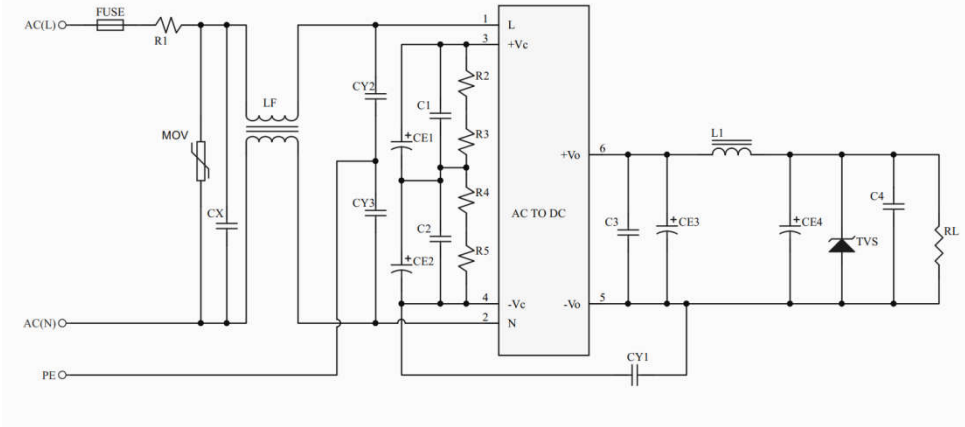 AC(L)
FUSE
R1
MOV
CX
LF
CY2
CY3
C1
CE1
C2
CE2
R2
R3
R4
R5
1 L
3 +Vc
4 -Vc
2 N
AC TO DC
+Vo 6
-Vo 5
C3
CE3
L1
CE4
TVS
C4
RL
CY1
AC(N)
PE